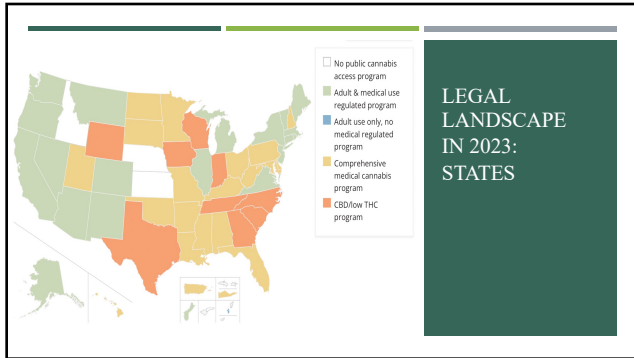 No public cannabis
access program
Adult & medical use
regulated program
Adult use only, no
medical regulated
program
Comprehensive
medical cannabis
program
CBD/low THC
program
LEGAL
LANDSCAPE
IN 2023:
STATES